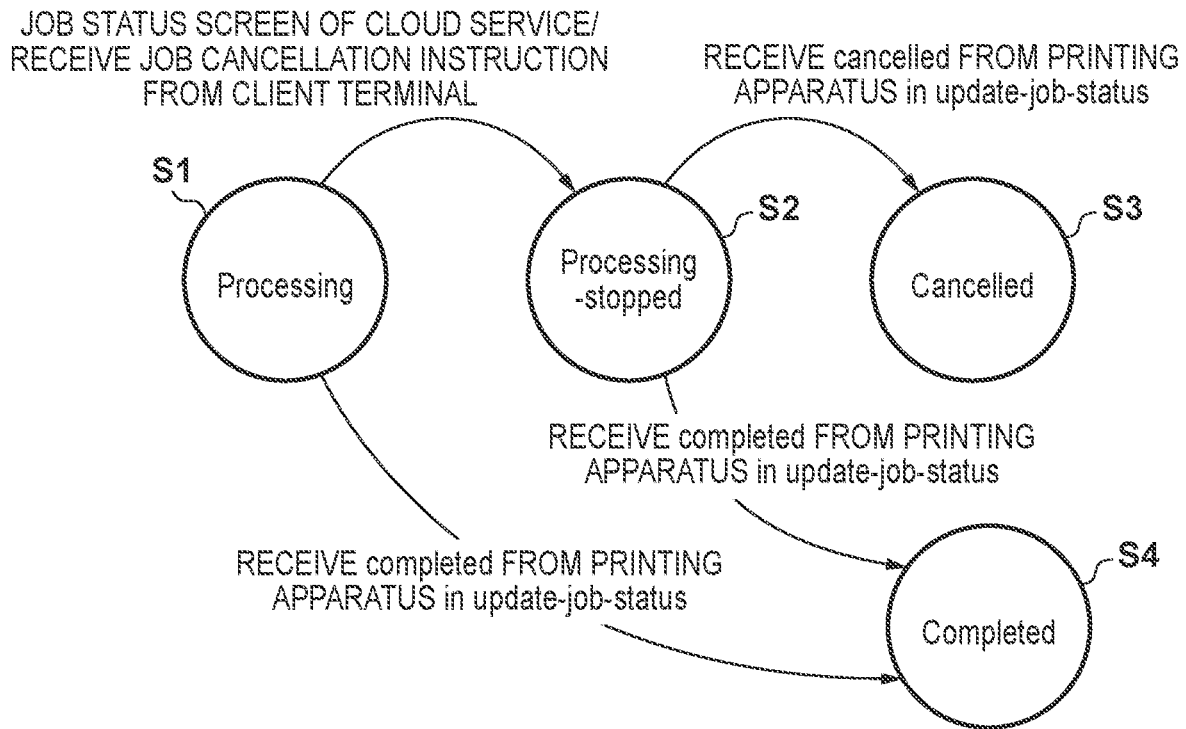 JOB STATUS SCREEN OF CLOUD SERVICE/
RECEIVE JOB CANCELLATION INSTRUCTION
FROM CLIENT TERMINAL
RECEIVE cancelled FROM PRINTING
APPARATUS in update-job-status
S1
Processing
S2
Processing
-stopped
S3
Cancelled
RECEIVE completed FROM PRINTING
APPARATUS in update-job-status
RECEIVE completed FROM PRINTING
APPARATUS in update-job-status
S4
Completed